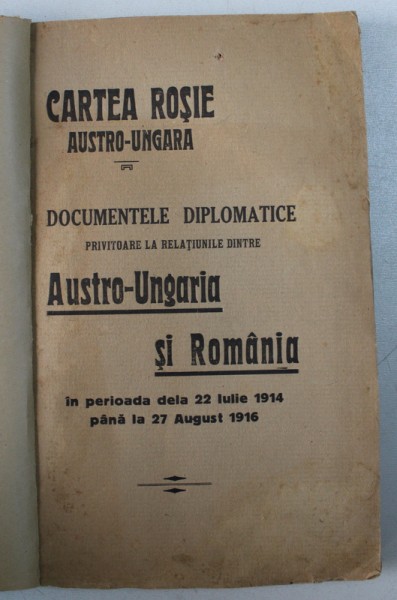 CARTEA ROȘIE
AUSTRO-UNGARA
DOCUMENTELE DIPLOMATICE
PRIVITOARE LA RELAȚIUNILE DINTRE
Austro-Ungaria
și România
în perioada dela 22 Iulie 1914
până la 27 August 1916